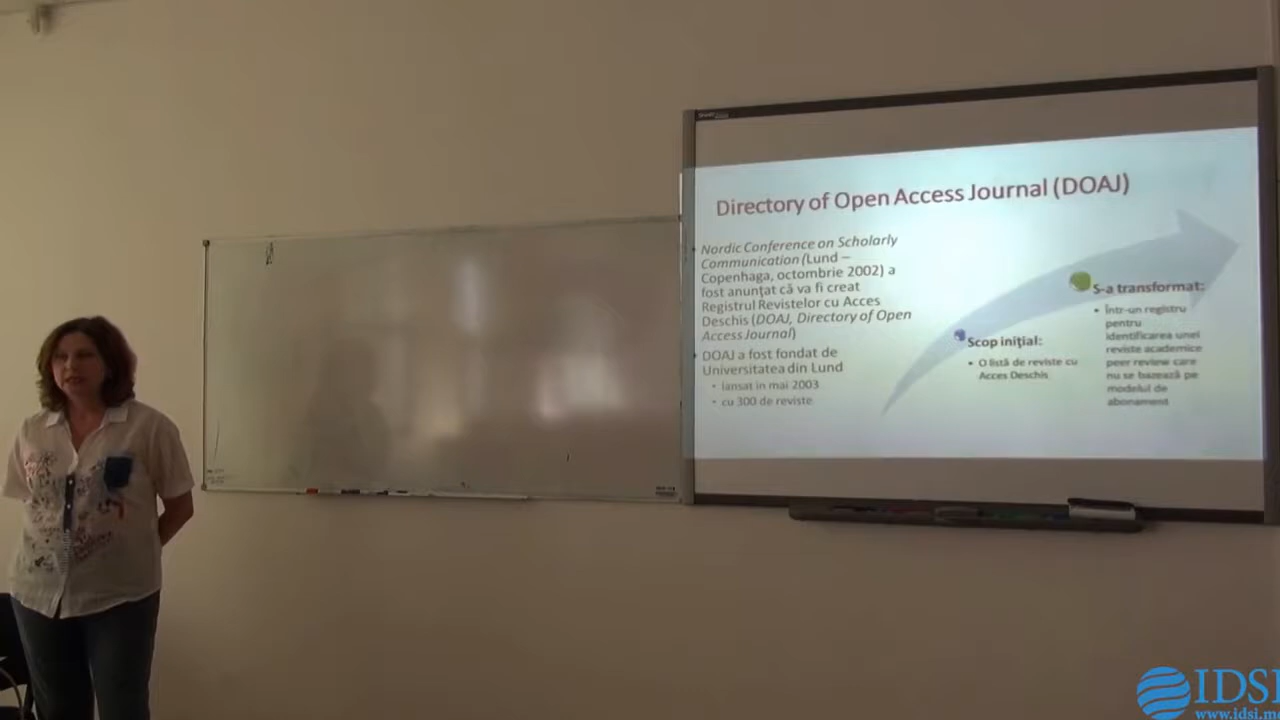 Directory of Open Access Journal (DOAJ)
Nordic Conference on Scholarly
Communication (Lund –
Copenhaga, octombrie 2002) a
fost anunțat că va fi creat
Registrul Revistelor cu Acces
Deschis (DOAJ, Directory of Open
Access Journal)
DOAJ a fost fondat de
Universitatea din Lund
• lansat in mai 2003
• cu 300 de reviste
Scop iniţial:
• O listă de reviste cu
Acces Deschis
S-a transformat:
• Într-un registru
pentru
identificarea unei
reviste academice
peer review care
nu se bazează pe
modelul de
abonament
IDSI
www.idsi.m